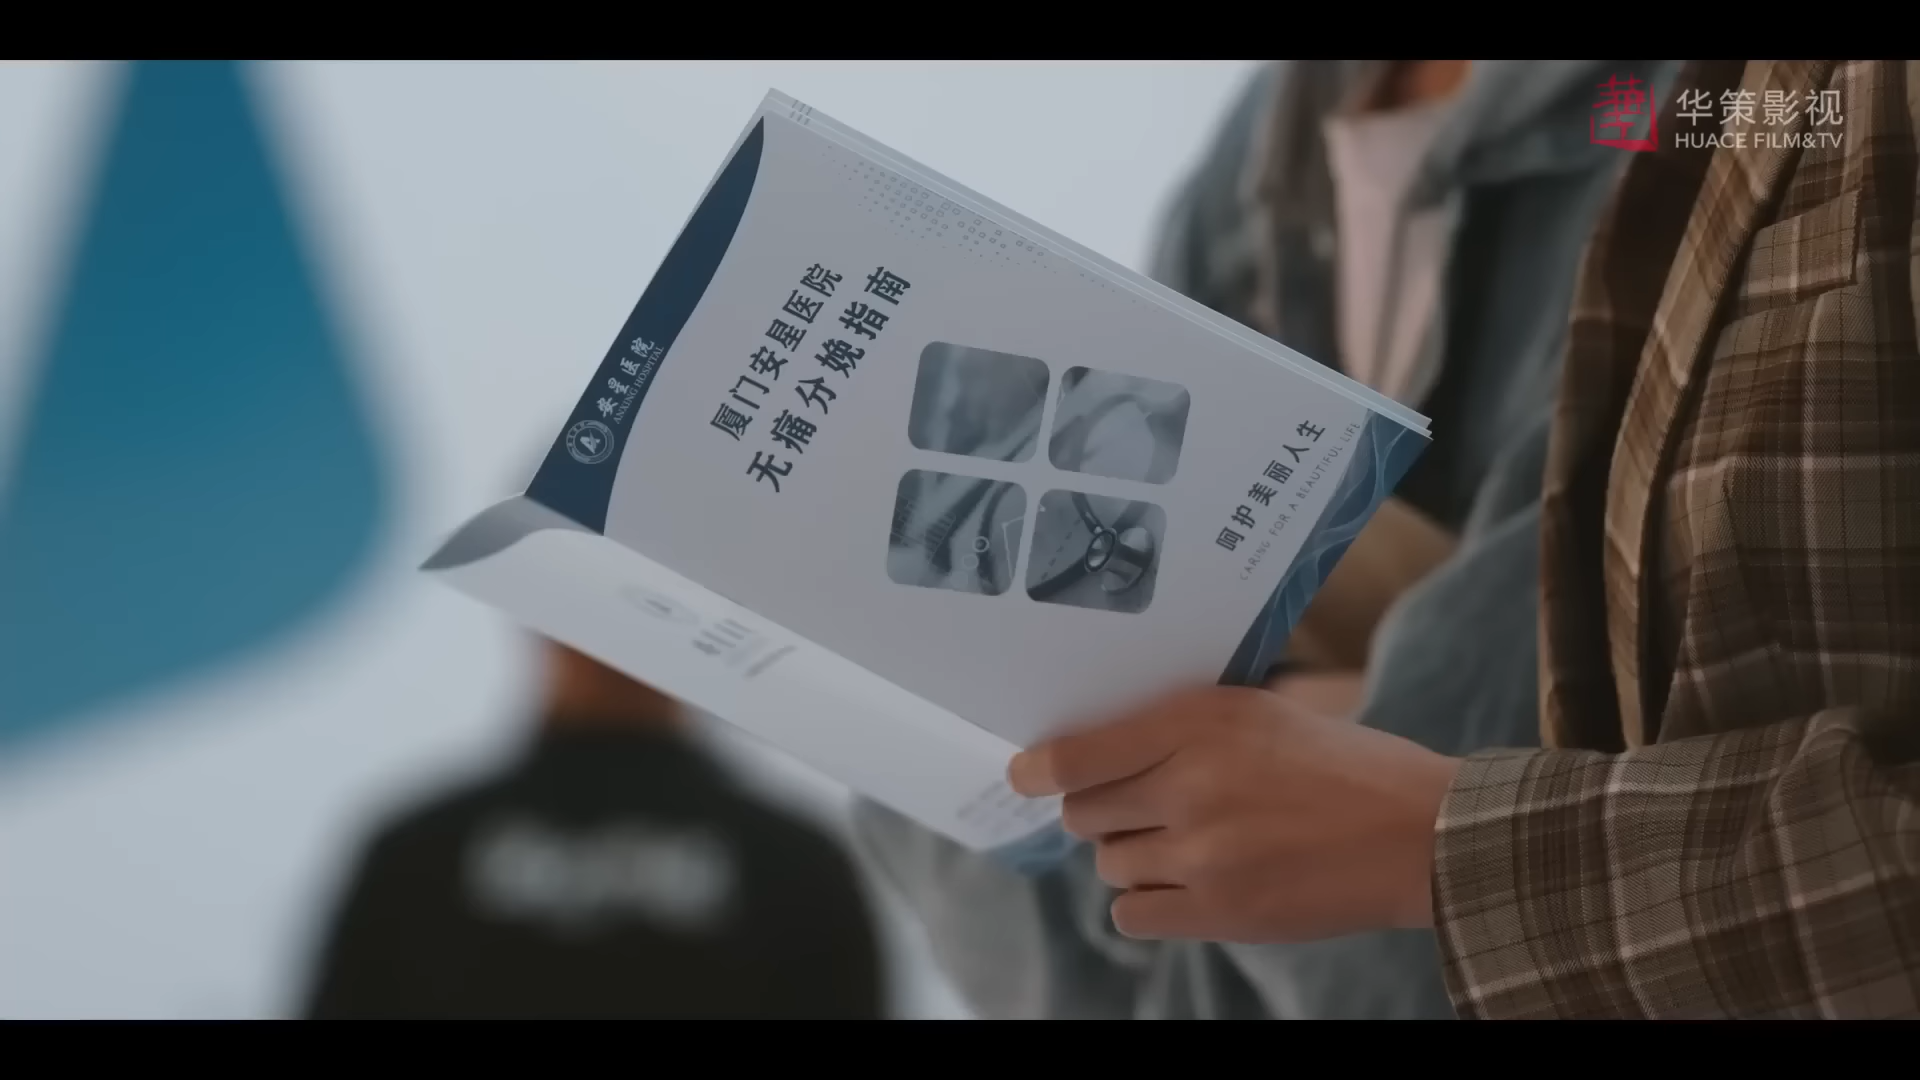 华策影视
HUACE FILM&TV
安星医院
ANXING HOSPITAL
厦门安星医院
无痛分娩指南
呵护美丽人生
CARING FOR A BEAUTIFUL LIFE